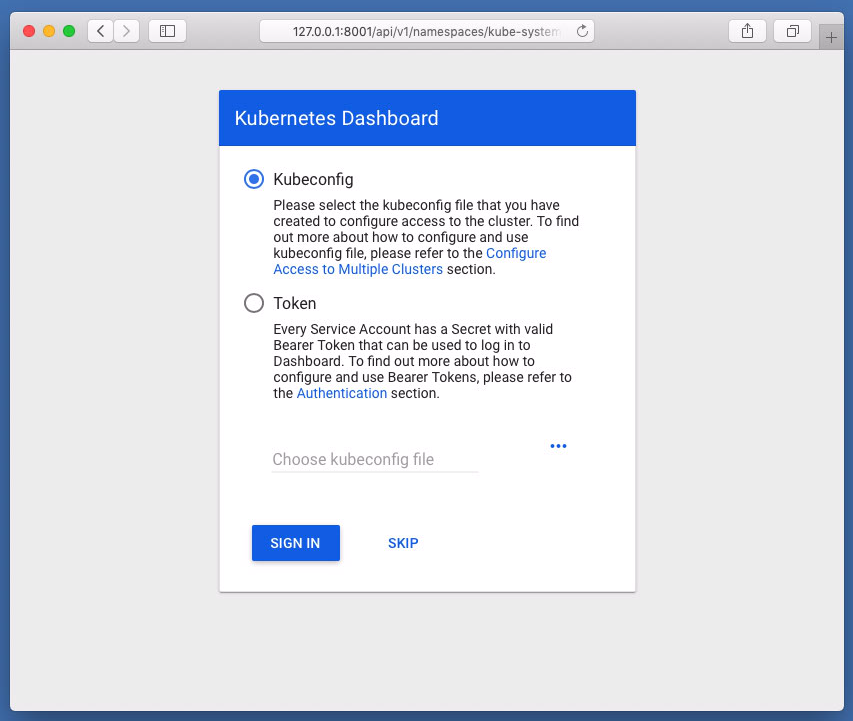 127.0.0.1:8001/api/v1/namespaces/kube-system
Kubernetes Dashboard
Kubeconfig
Please select the kubeconfig file that you have
created to configure access to the cluster. To find
out more about how to configure and use
kubeconfig file, please refer to the Configure
Access to Multiple Clusters section.
Token
Every Service Account has a Secret with valid
Bearer Token that can be used to log in to
Dashboard. To find out more about how to
configure and use Bearer Tokens, please refer to
the Authentication section.
Choose kubeconfig file
SIGN IN SKIP